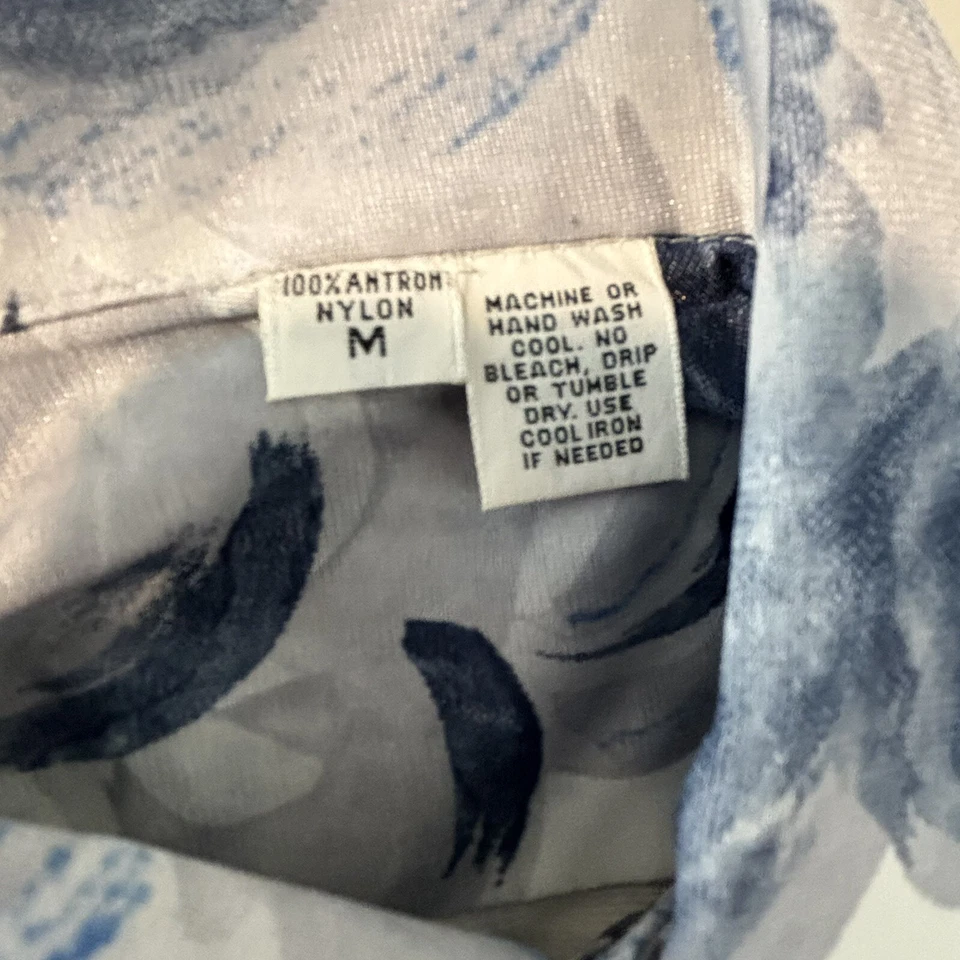 100% ANTRON
NYLON
M
MACHINE OR
HAND WASH
COOL. NO
BLEACH, DRIP
OR TUMBLE
DRY. USE
COOL IRON
IF NEEDED